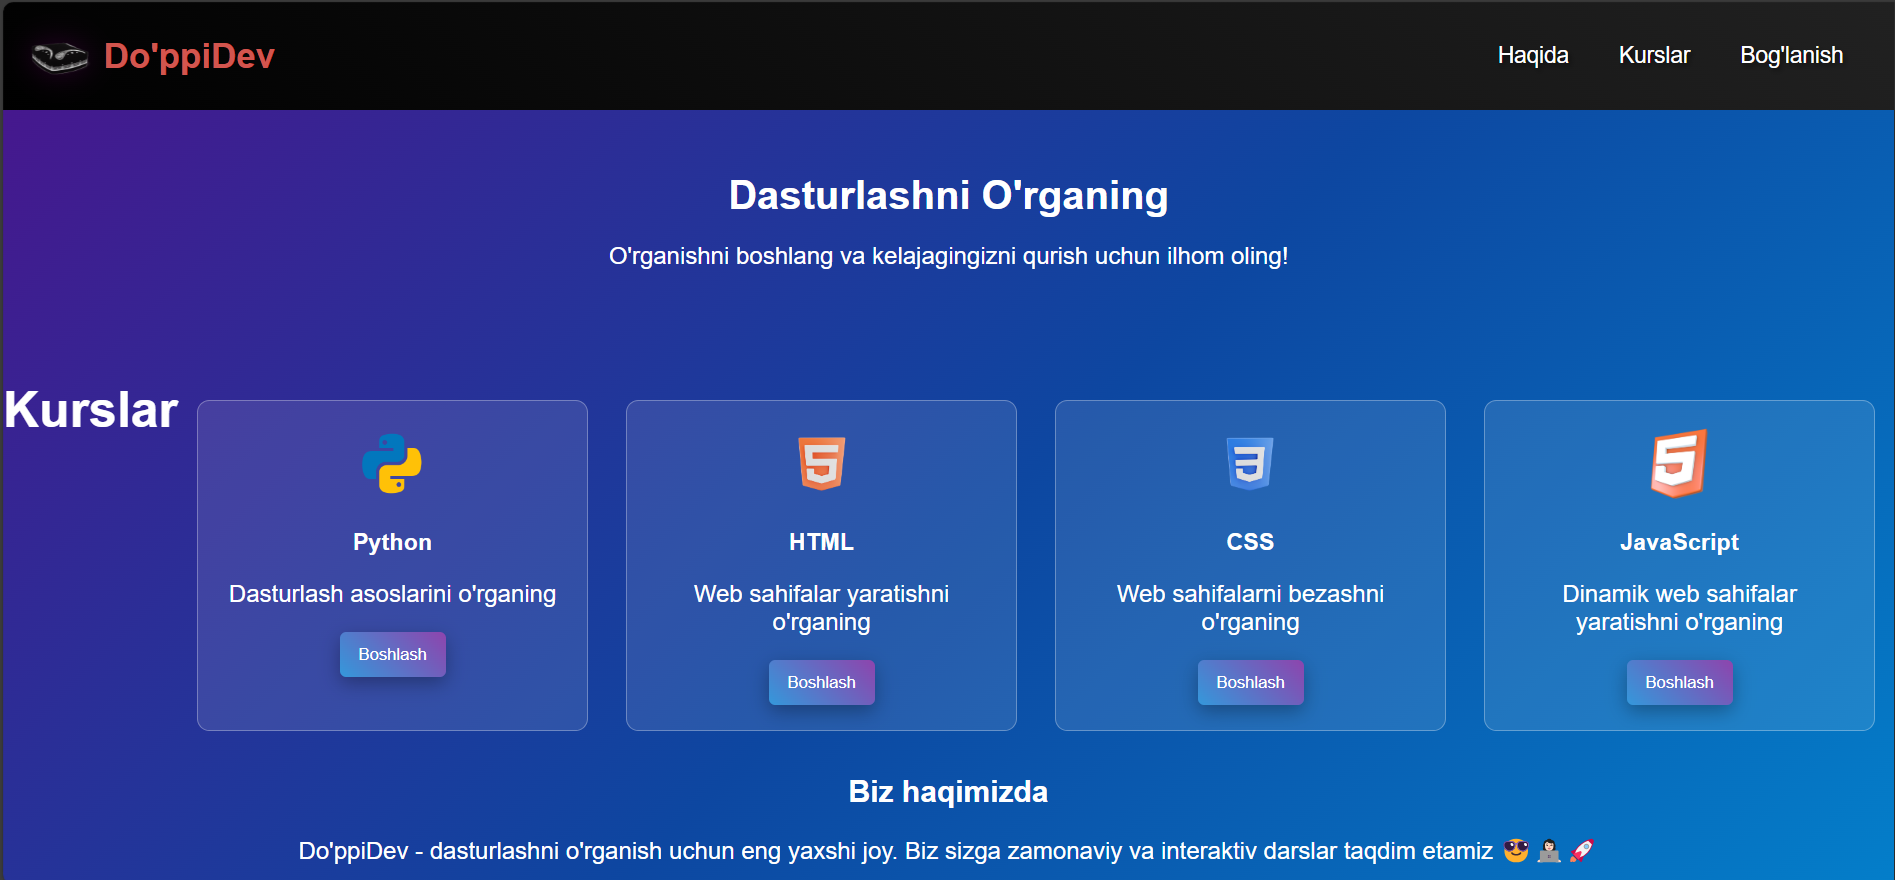 Do'ppiDev
Haqida
Kurslar
Bog'lanish
Dasturlashni O'rganing
O'rganishni boshlang va kelajagingizni qurish uchun ilhom oling!
Kurslar
Python
Dasturlash asoslarini o'rganing
Boshlash
HTML
Web sahifalar yaratishni
o'rganing
Boshlash
CSS
Web sahifalarni bezashni
o'rganing
Boshlash
JavaScript
Dinamik web sahifalar
yaratishni o'rganing
Boshlash
Biz haqimizda
Do'ppiDev - dasturlashni o'rganish uchun eng yaxshi joy. Biz sizga zamonaviy va interaktiv darslar taqdim etamiz 😎 👩🏻‍💻 🚀